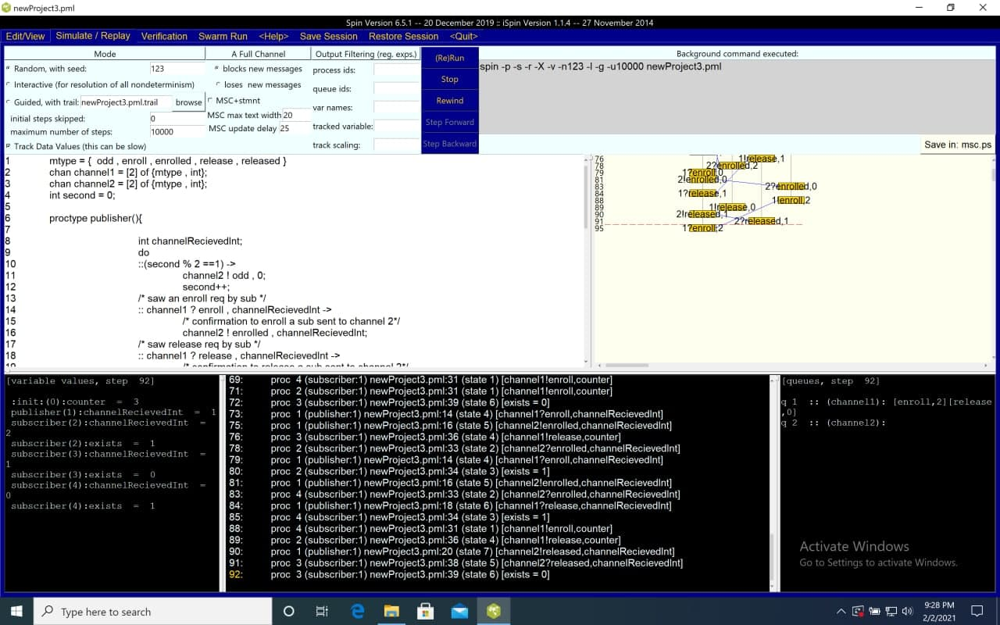 newProject3.pml
Spin Version 6.5.1 -- 20 December 2019 :: iSpin Version 1.1.4 -- 27 November 2014
Edit/View Simulate / Replay Verification Swarm Run <Help> Save Session Restore Session <Quit>
Mode
Random, with seed: 123
Interactive (for resolution of all nondeterminism)
Guided, with trail: newProject3.pml.trail browse
initial steps skipped: 0
maximum number of steps: 10000
Track Data Values (this can be slow)
A Full Channel
blocks new messages
loses new messages
MSC+stmnt
MSC max text width 20
MSC update delay 25
Output Filtering (reg. exps.)
process ids:
queue ids:
var names:
tracked variable:
track scaling:
(Re)Run
Stop
Rewind
Step Forward
Step Backward
Background command executed:
spin -p -s -r -X -v -n123 -l -g -u10000 newProject3.pml
Save in: msc.ps
1 mtype = { odd , enroll , enrolled , release , released }
2 chan channel1 = [2] of {mtype , int};
3 chan channel2 = [2] of {mtype , int};
4 int second = 0;
5
6 proctype publisher(){
7
8 int channelRecievedInt;
9 do
10 ::(second % 2 ==1) ->
11 channel2 ! odd , 0;
12 second++;
13 /* saw an enroll req by sub */
14 :: channel1 ? enroll , channelRecievedInt ->
15 /* confirmation to enroll a sub sent to channel 2*/
16 channel2 ! enrolled , channelRecievedInt;
17 /* saw release req by sub */
18 :: channel1 ? release , channelRecievedInt ->
19 /* confirmation to release a sub sent to channel 2*/
76 1!release,1
78 2?enrolled,2
79 1?enroll,0
81 2!enrolled,0
83 2?enrolled,0
84 1?release,1
88 1!enroll,2
89 1!release,0
90 2!released,1
91 2?released,1
95 1?enroll,2
[variable values, step 92]
:init:(0):counter = 3
publisher(1):channelRecievedInt = 1
subscriber(2):channelRecievedInt =
2
subscriber(2):exists = 1
subscriber(3):channelRecievedInt =
1
subscriber(3):exists = 0
subscriber(4):channelRecievedInt =
0
subscriber(4):exists = 1
69: proc 4 (subscriber:1) newProject3.pml:31 (state 1) [channel1!enroll,counter]
71: proc 2 (subscriber:1) newProject3.pml:31 (state 1) [channel1!enroll,counter]
72: proc 3 (subscriber:1) newProject3.pml:39 (state 6) [exists = 0]
73: proc 1 (publisher:1) newProject3.pml:14 (state 4) [channel1?enroll,channelRecievedInt]
75: proc 1 (publisher:1) newProject3.pml:16 (state 5) [channel2!enrolled,channelRecievedInt]
76: proc 3 (subscriber:1) newProject3.pml:36 (state 4) [channel1!release,counter]
78: proc 2 (subscriber:1) newProject3.pml:33 (state 2) [channel2?enrolled,channelRecievedInt]
79: proc 1 (publisher:1) newProject3.pml:14 (state 4) [channel1?enroll,channelRecievedInt]
80: proc 2 (subscriber:1) newProject3.pml:34 (state 3) [exists = 1]
81: proc 1 (publisher:1) newProject3.pml:16 (state 5) [channel2!enrolled,channelRecievedInt]
83: proc 4 (subscriber:1) newProject3.pml:33 (state 2) [channel2?enrolled,channelRecievedInt]
84: proc 1 (publisher:1) newProject3.pml:18 (state 6) [channel1?release,channelRecievedInt]
85: proc 4 (subscriber:1) newProject3.pml:34 (state 3) [exists = 1]
88: proc 4 (subscriber:1) newProject3.pml:31 (state 1) [channel1!enroll,counter]
89: proc 2 (subscriber:1) newProject3.pml:36 (state 4) [channel1!release,counter]
90: proc 1 (publisher:1) newProject3.pml:20 (state 7) [channel2!released,channelRecievedInt]
91: proc 3 (subscriber:1) newProject3.pml:38 (state 5) [channel2?released,channelRecievedInt]
92: proc 3 (subscriber:1) newProject3.pml:39 (state 6) [exists = 0]
[queues, step 92]
q 1 :: (channel1): [enroll,2][release
,0]
q 2 :: (channel2):
Activate Windows
Go to Settings to activate Windows.
Type here to search
9:28 PM
2/2/2021